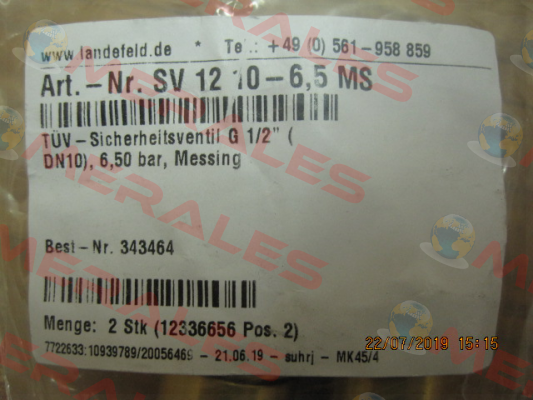 www.landefeld.de * Tel.: +49 (0) 561-958 859
Art.-Nr. SV 12 10-6,5 MS
TÜV-Sicherheitsventil G 1/2" (
DN10), 6,50 bar, Messing
Best-Nr. 343464
Menge: 2 Stk (12336656 Pos. 2)
7722633:10939789/20056469 - 21.06.19 - suhrj - MK45/4
22/07/2019 15:15
MERALES